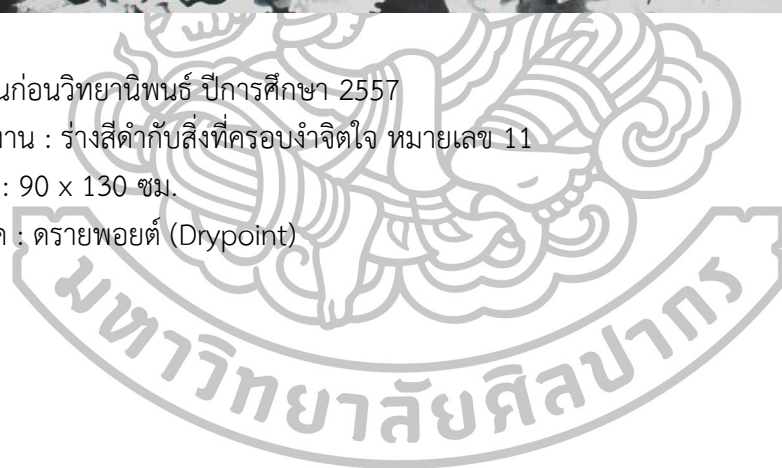 นก่อนวิทยานิพนธ์ ปีการศึกษา 2557
งาน : ร่างสีดำกับสิ่งที่ครอบงำจิตใจ หมายเลข 11
: 90 x 130 ซม.
ค : ดรายพอยต์ (Drypoint)
มหาวิทยาลัยศิลปากร